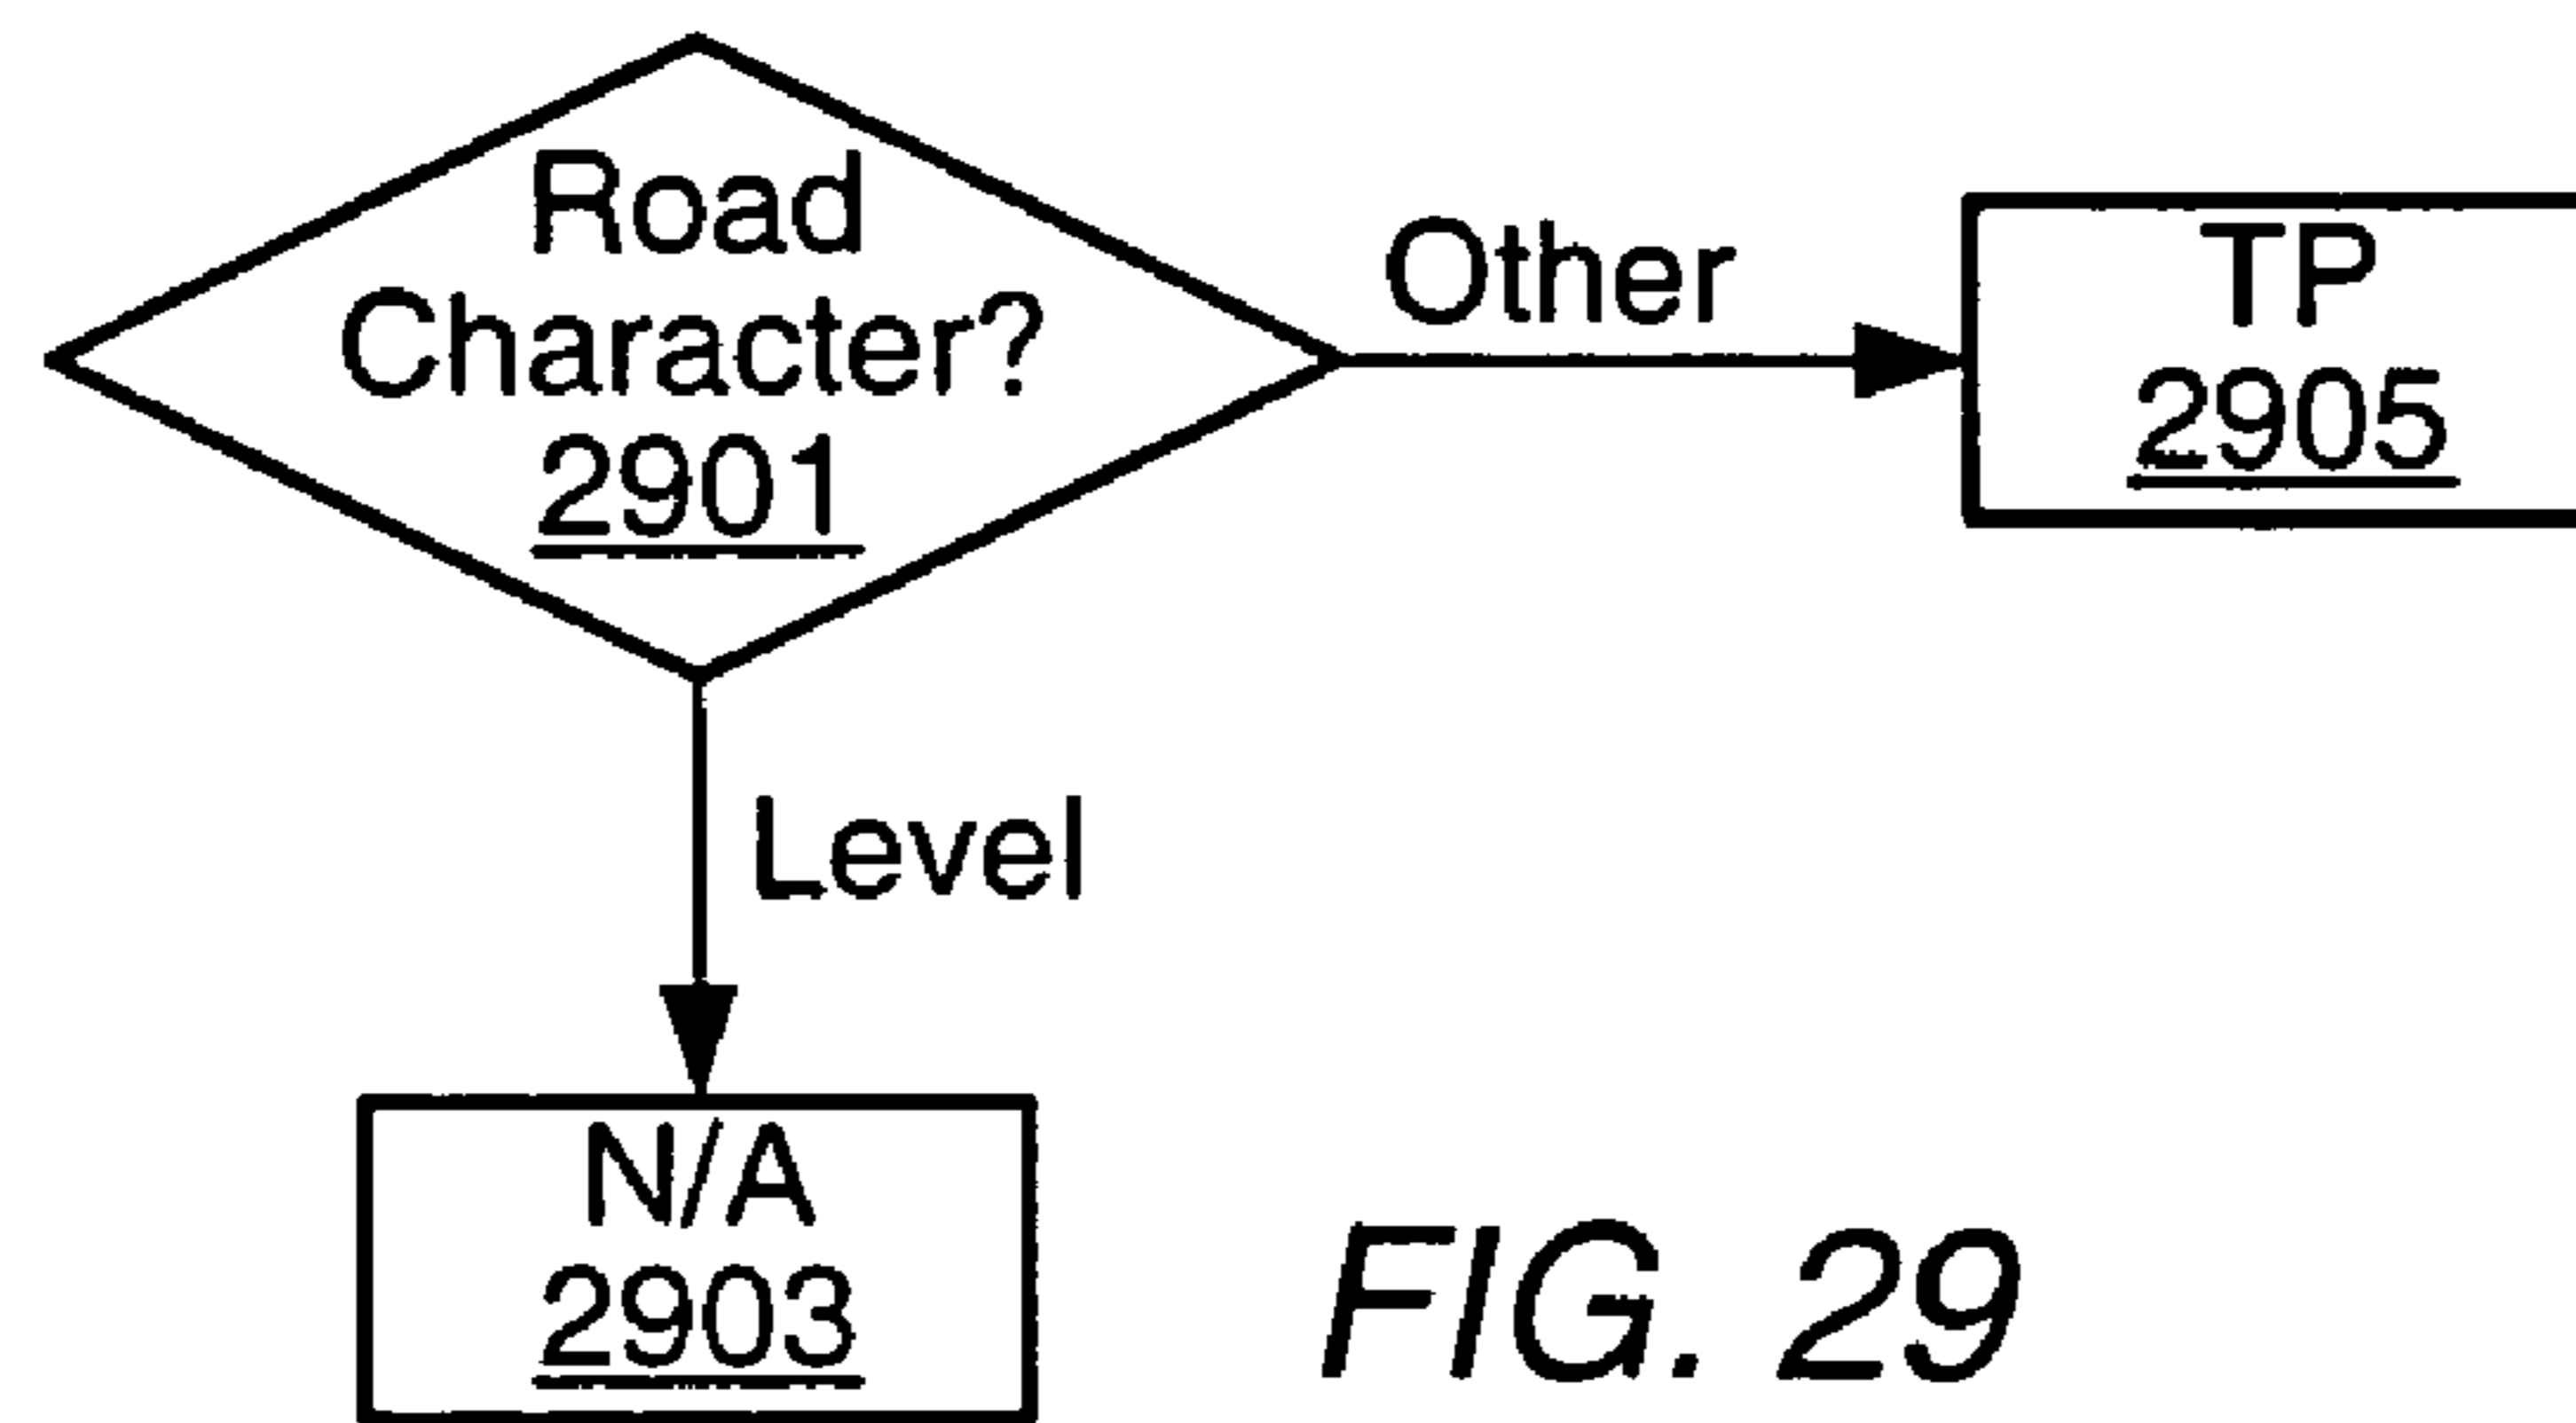 Road
Character?
2901
Other
TP
2905
Level
N/A
2903
FIG. 29